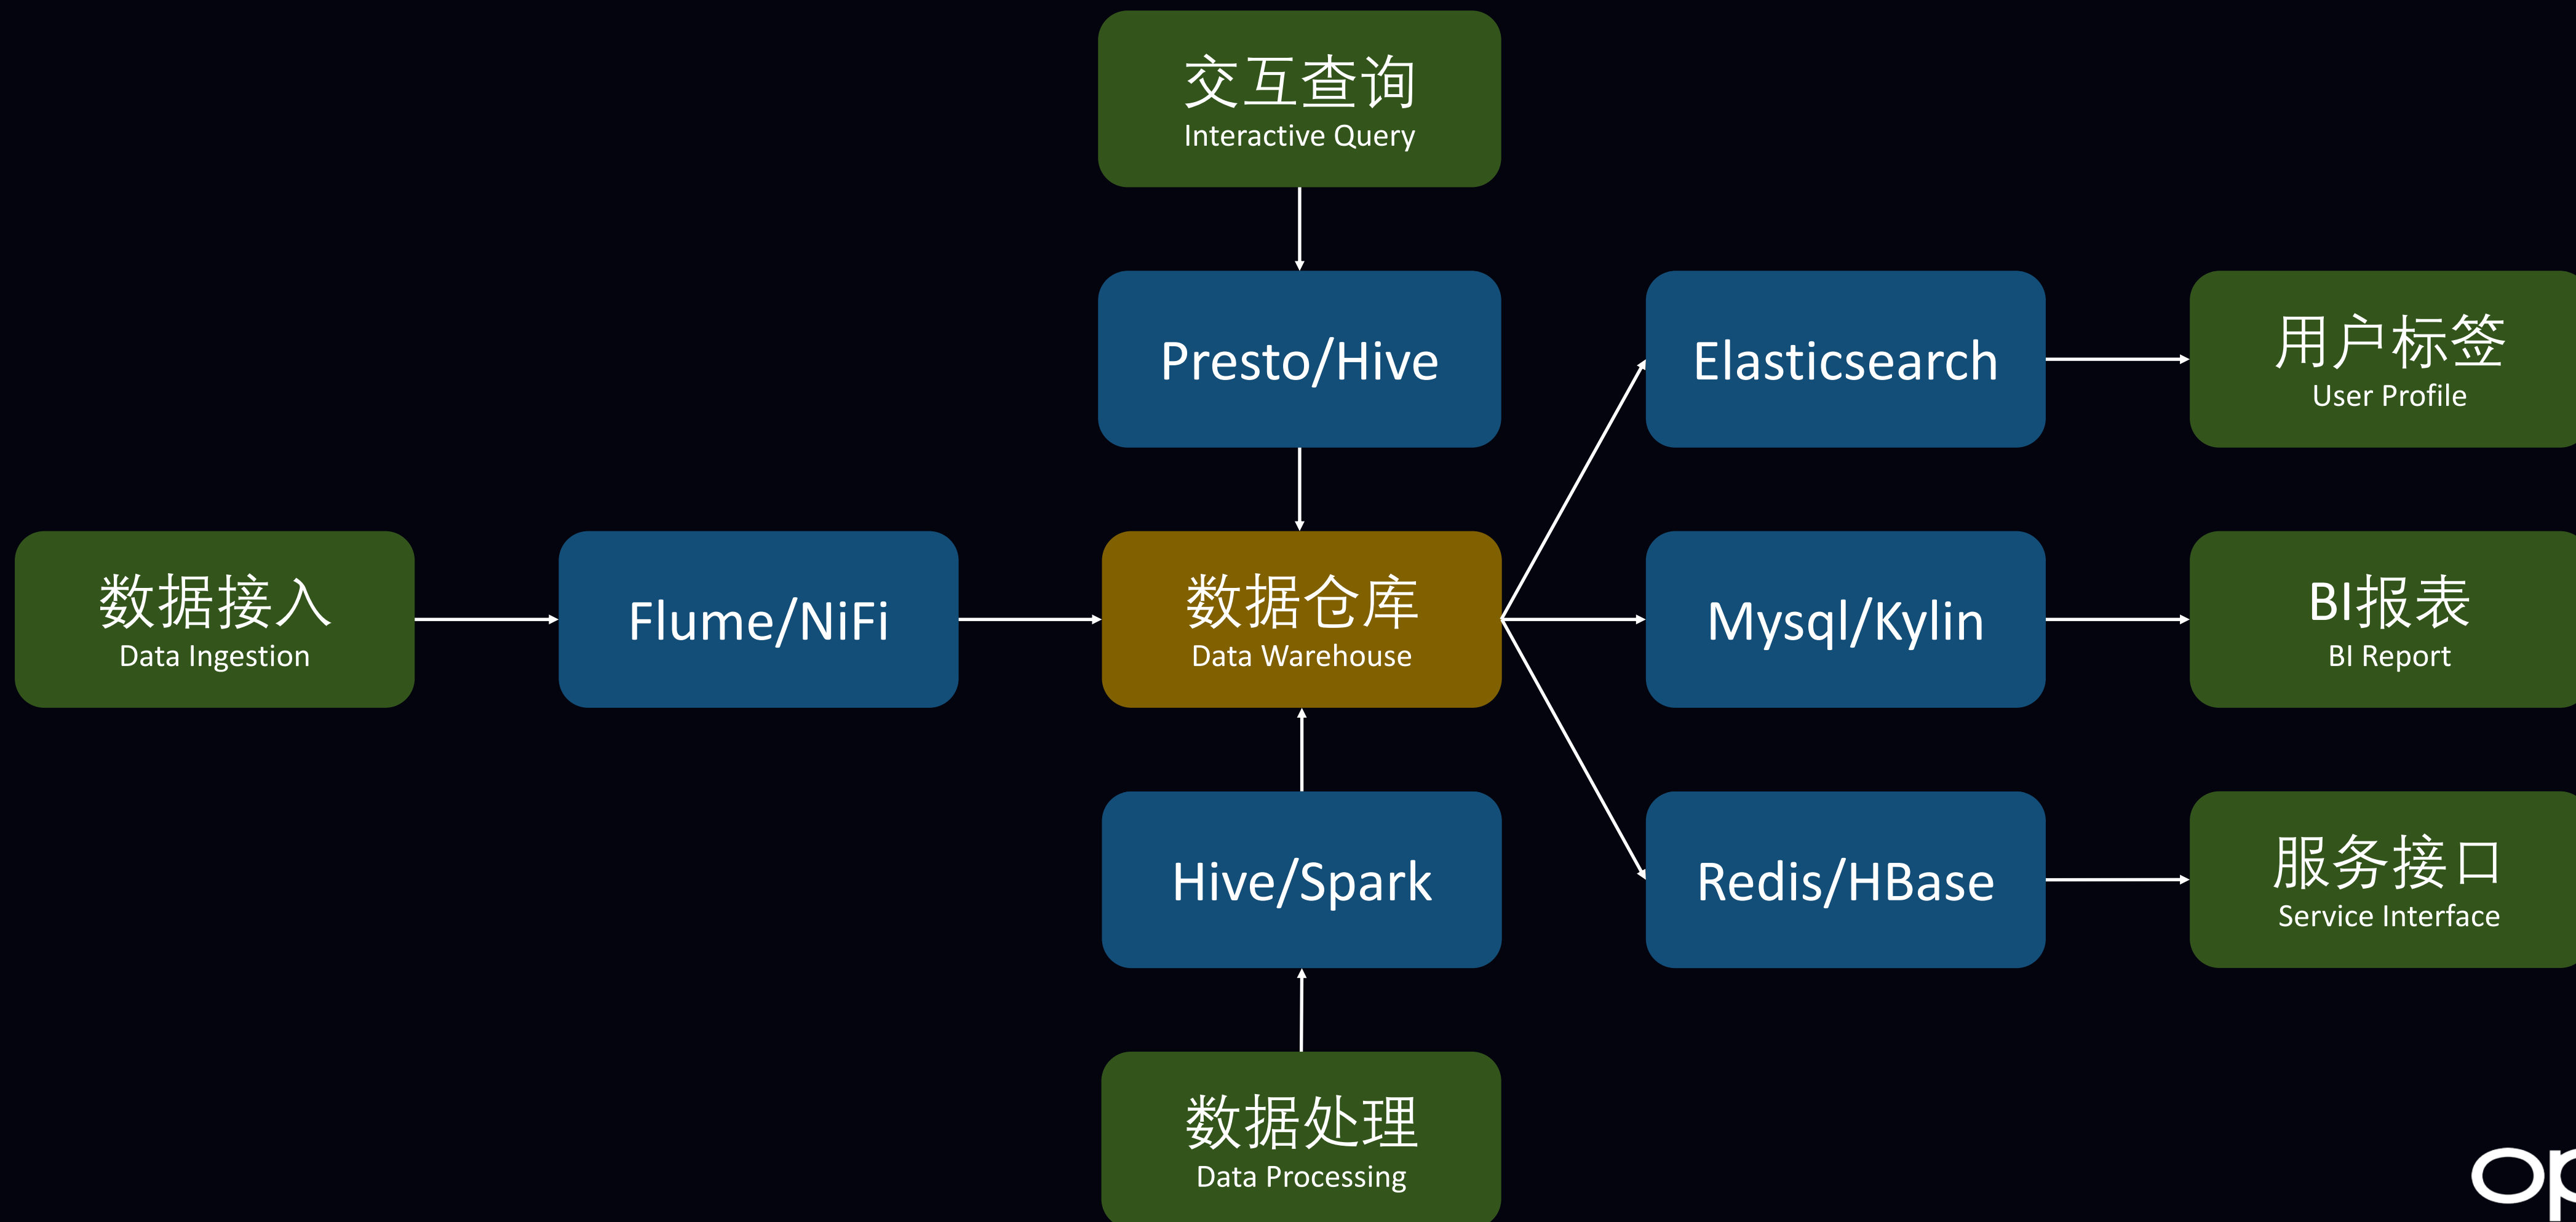 交互查询
Interactive Query
Presto/Hive
Elasticsearch
用户标签
User Profile
数据接入
Data Ingestion
Flume/NiFi
数据仓库
Data Warehouse
Mysql/Kylin
BI报表
BI Report
Hive/Spark
Redis/HBase
服务接口
Service Interface
数据处理
Data Processing